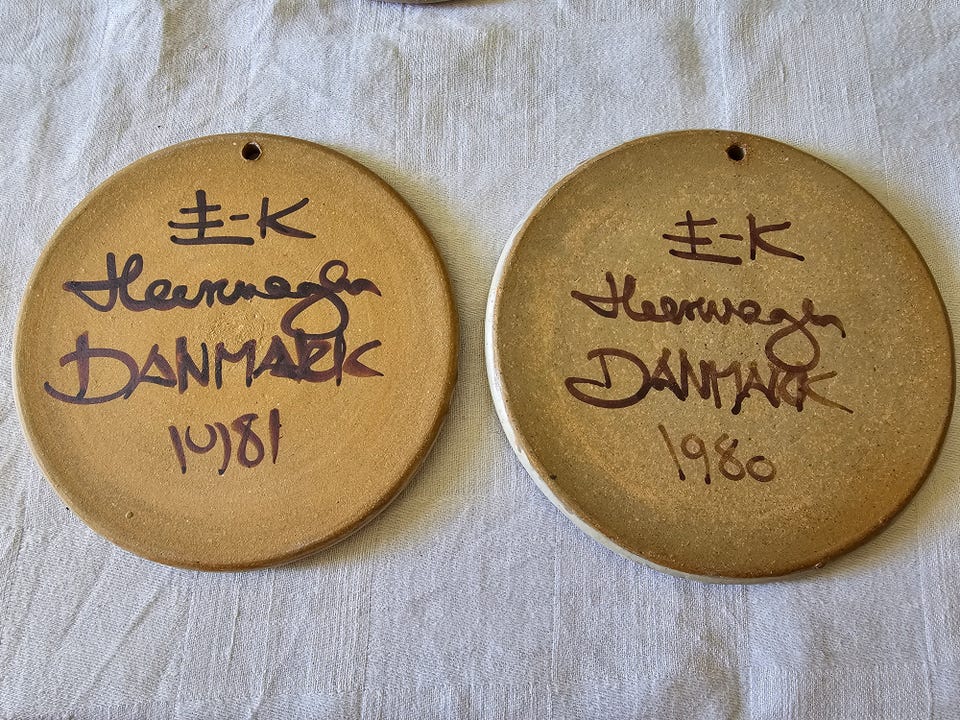 E-K
Heerwagen
DANMARK
1981
E-K
Heerwagen
DANMARK
1980